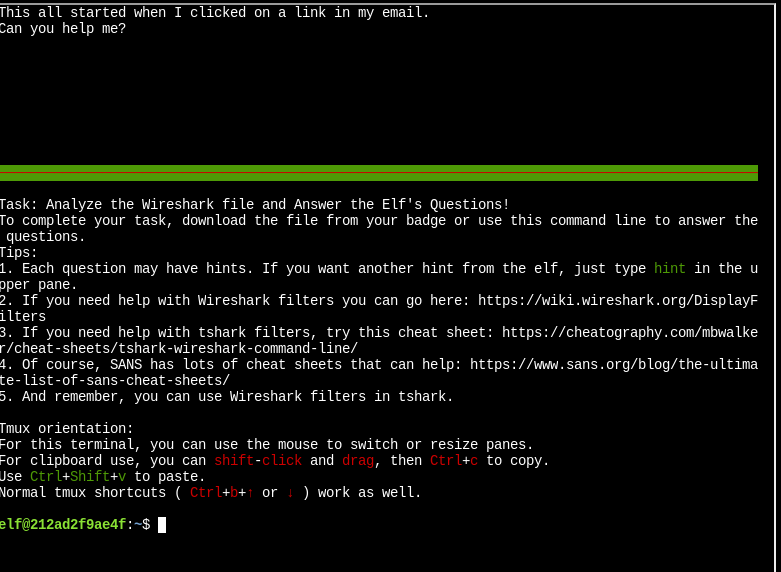 This all started when I clicked on a link in my email.
Can you help me?
Task: Analyze the Wireshark file and Answer the Elf's Questions!
To complete your task, download the file from your badge or use this command line to answer the
questions.
Tips:
1. Each question may have hints. If you want another hint from the elf, just type hint in the u
pper pane.
2. If you need help with Wireshark filters you can go here: https://wiki.wireshark.org/DisplayF
ilters
3. If you need help with tshark filters, try this cheat sheet: https://cheatography.com/mbwalke
r/cheat-sheets/tshark-wireshark-command-line/
4. Of course, SANS has lots of cheat sheets that can help: https://www.sans.org/blog/the-ultima
te-list-of-sans-cheat-sheets/
5. And remember, you can use Wireshark filters in tshark.
Tmux orientation:
For this terminal, you can use the mouse to switch or resize panes.
For clipboard use, you can shift-click and drag, then Ctrl+c to copy.
Use Ctrl+Shift+v to paste.
Normal tmux shortcuts ( Ctrl+b+↑ or ↓ ) work as well.
elf@212ad2f9ae4f:~$